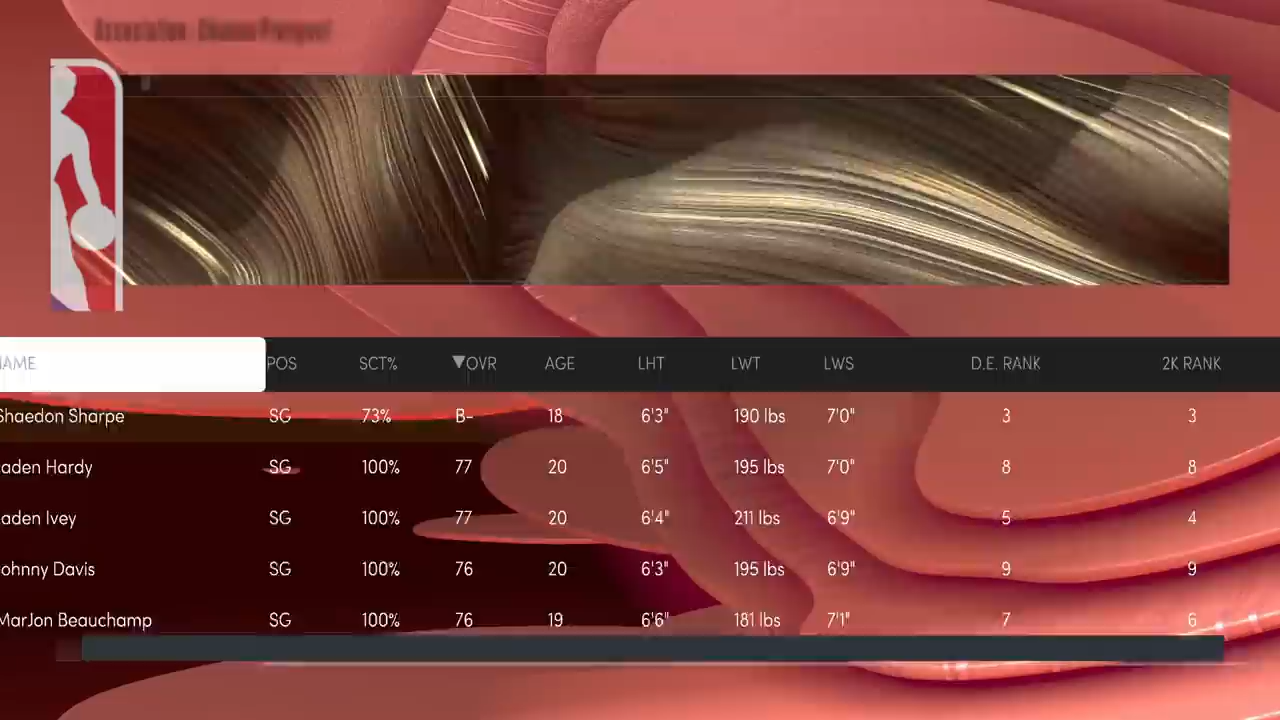 AME POS SCT% ▼OVR AGE LHT LWT LWS D.E. RANK 2K RANK
Shaedon Sharpe SG 73% B- 18 6'3" 190 lbs 7'0" 3 3
aden Hardy SG 100% 77 20 6'5" 195 lbs 7'0" 8 8
aden Ivey SG 100% 77 20 6'4" 211 lbs 6'9" 5 4
ohnny Davis SG 100% 76 20 6'3" 195 lbs 6'9" 9 9
MarJon Beauchamp SG 100% 76 19 6'6" 181 lbs 7'1" 7 6